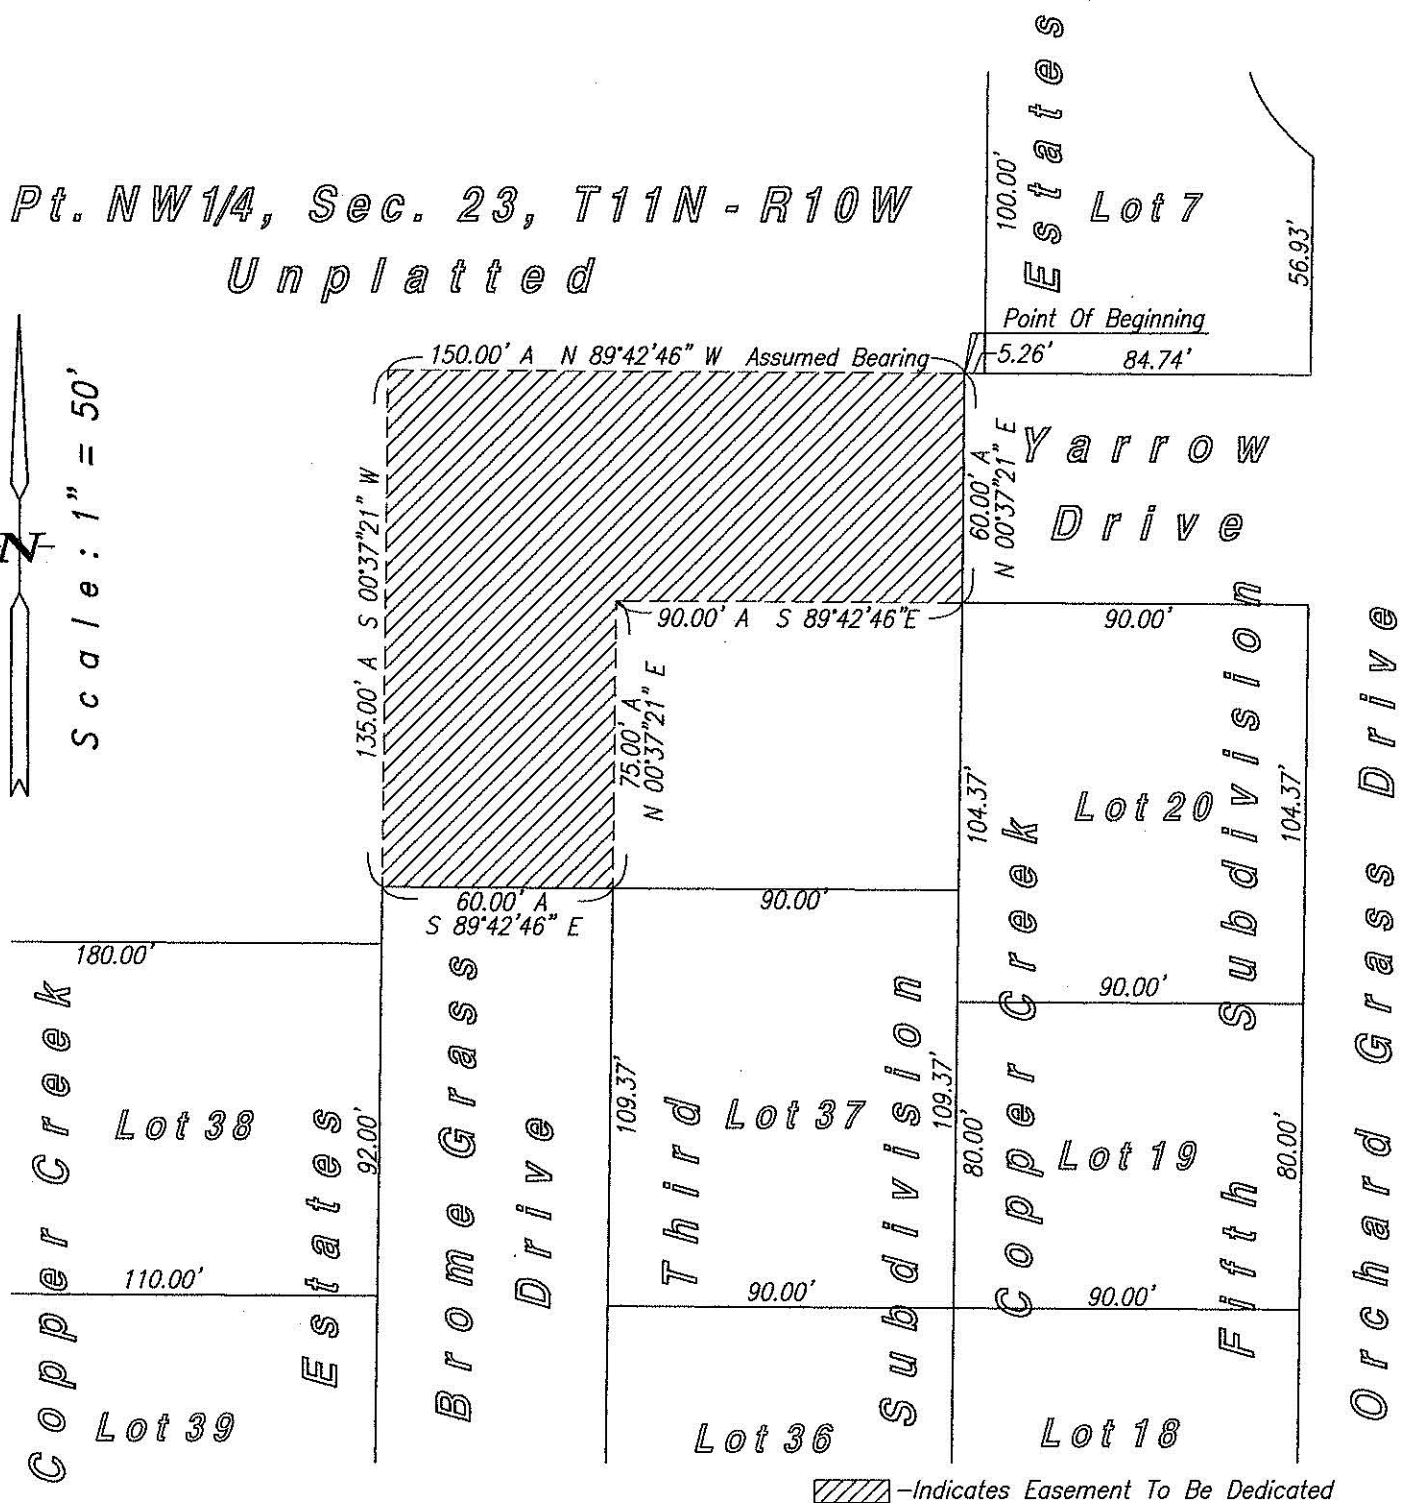 Estates
Pt. NW1/4, Sec. 23, T11N - R10W
Unplatted
100.00'
Lot 7
56.93'
Point Of Beginning
5.26'
84.74'
150.00' A N 89°42'46" W Assumed Bearing
Scale: 1" = 50'
N
135.00' A S 00°37'21" W
60.00' A
N 00°37'21" E
Yarrow
Drive
90.00' A S 89°42'46"E
90.00'
75.00' A
N 00°37'21" E
104.37'
Lot 20
104.37'
60.00' A
S 89°42'46" E
90.00'
180.00'
90.00'
Copper Creek
Lot 38
Estates
92.00'
Brome Grass
Drive
109.37'
Third
Lot 37
Subdivision
109.37'
80.00'
Copper Creek
Lot 19
Fifth Subdivision
80.00'
Orchard Grass Drive
110.00'
90.00'
90.00'
Lot 39
Lot 36
Lot 18
-Indicates Easement To Be Dedicated